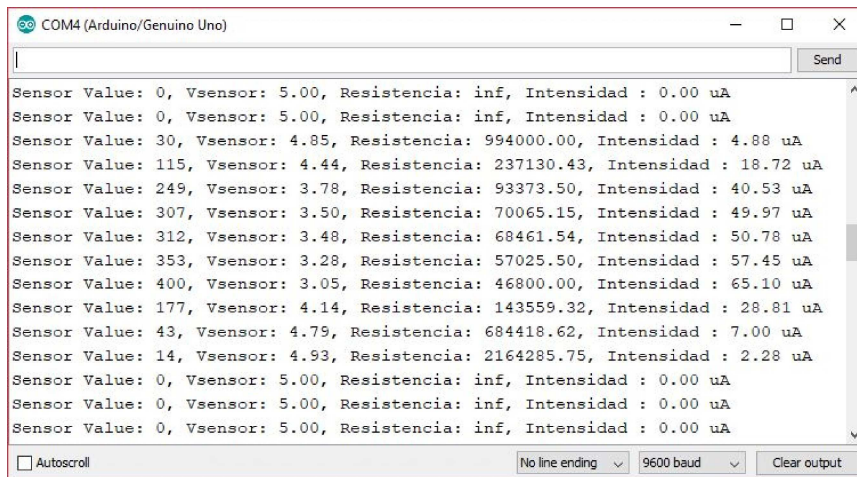 COM4 (Arduino/Genuino Uno)
Send
Sensor Value: 0, Vsensor: 5.00, Resistencia: inf, Intensidad : 0.00 uA
Sensor Value: 0, Vsensor: 5.00, Resistencia: inf, Intensidad : 0.00 uA
Sensor Value: 30, Vsensor: 4.85, Resistencia: 994000.00, Intensidad : 4.88 uA
Sensor Value: 115, Vsensor: 4.44, Resistencia: 237130.43, Intensidad : 18.72 uA
Sensor Value: 249, Vsensor: 3.78, Resistencia: 93373.50, Intensidad : 40.53 uA
Sensor Value: 307, Vsensor: 3.50, Resistencia: 70065.15, Intensidad : 49.97 uA
Sensor Value: 312, Vsensor: 3.48, Resistencia: 68461.54, Intensidad : 50.78 uA
Sensor Value: 353, Vsensor: 3.28, Resistencia: 57025.50, Intensidad : 57.45 uA
Sensor Value: 400, Vsensor: 3.05, Resistencia: 46800.00, Intensidad : 65.10 uA
Sensor Value: 177, Vsensor: 4.14, Resistencia: 143559.32, Intensidad : 28.81 uA
Sensor Value: 43, Vsensor: 4.79, Resistencia: 684418.62, Intensidad : 7.00 uA
Sensor Value: 14, Vsensor: 4.93, Resistencia: 2164285.75, Intensidad : 2.28 uA
Sensor Value: 0, Vsensor: 5.00, Resistencia: inf, Intensidad : 0.00 uA
Sensor Value: 0, Vsensor: 5.00, Resistencia: inf, Intensidad : 0.00 uA
Sensor Value: 0, Vsensor: 5.00, Resistencia: inf, Intensidad : 0.00 uA
Autoscroll No line ending 9600 baud Clear output